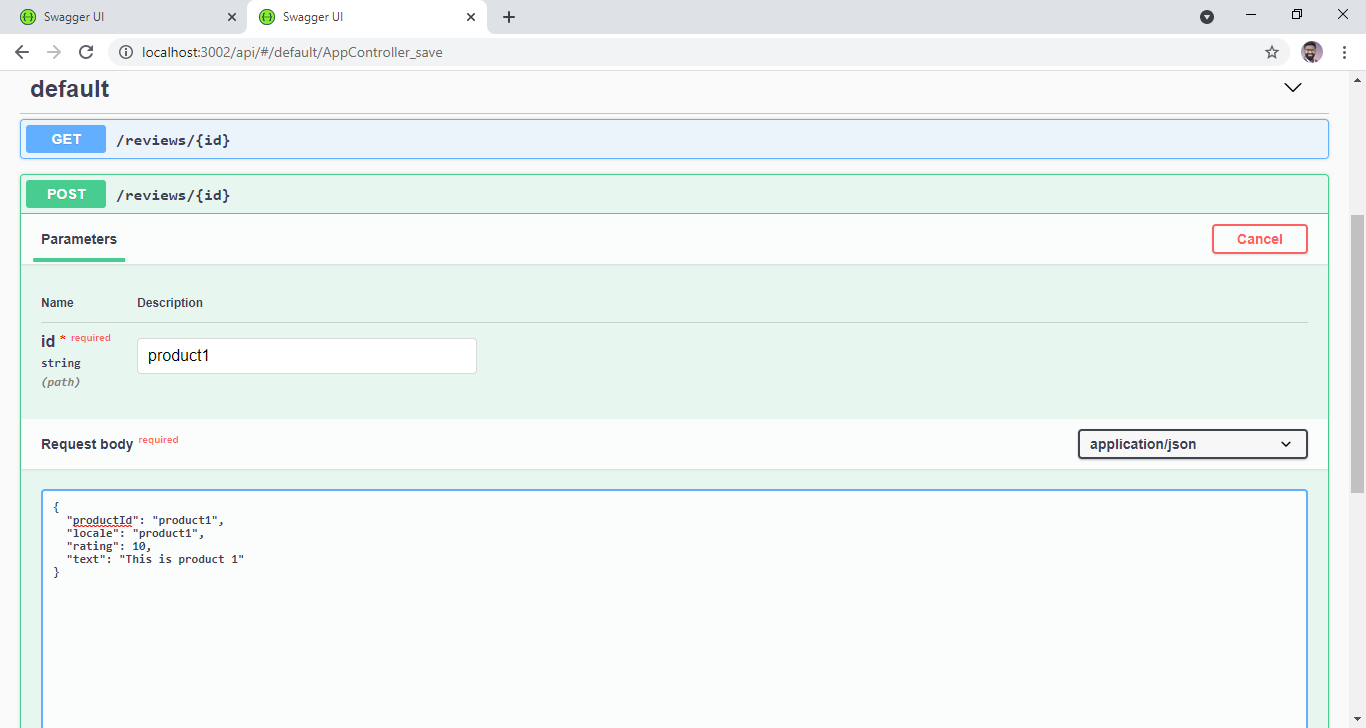 Swagger UI
Swagger UI
localhost:3002/api/#/default/AppController_save
default
GET /reviews/{id}
POST /reviews/{id}
Parameters
Cancel
Name Description
id * required
string
(path)
product1
Request body required
application/json
{
"productId": "product1",
"locale": "product1",
"rating": 10,
"text": "This is product 1"
}